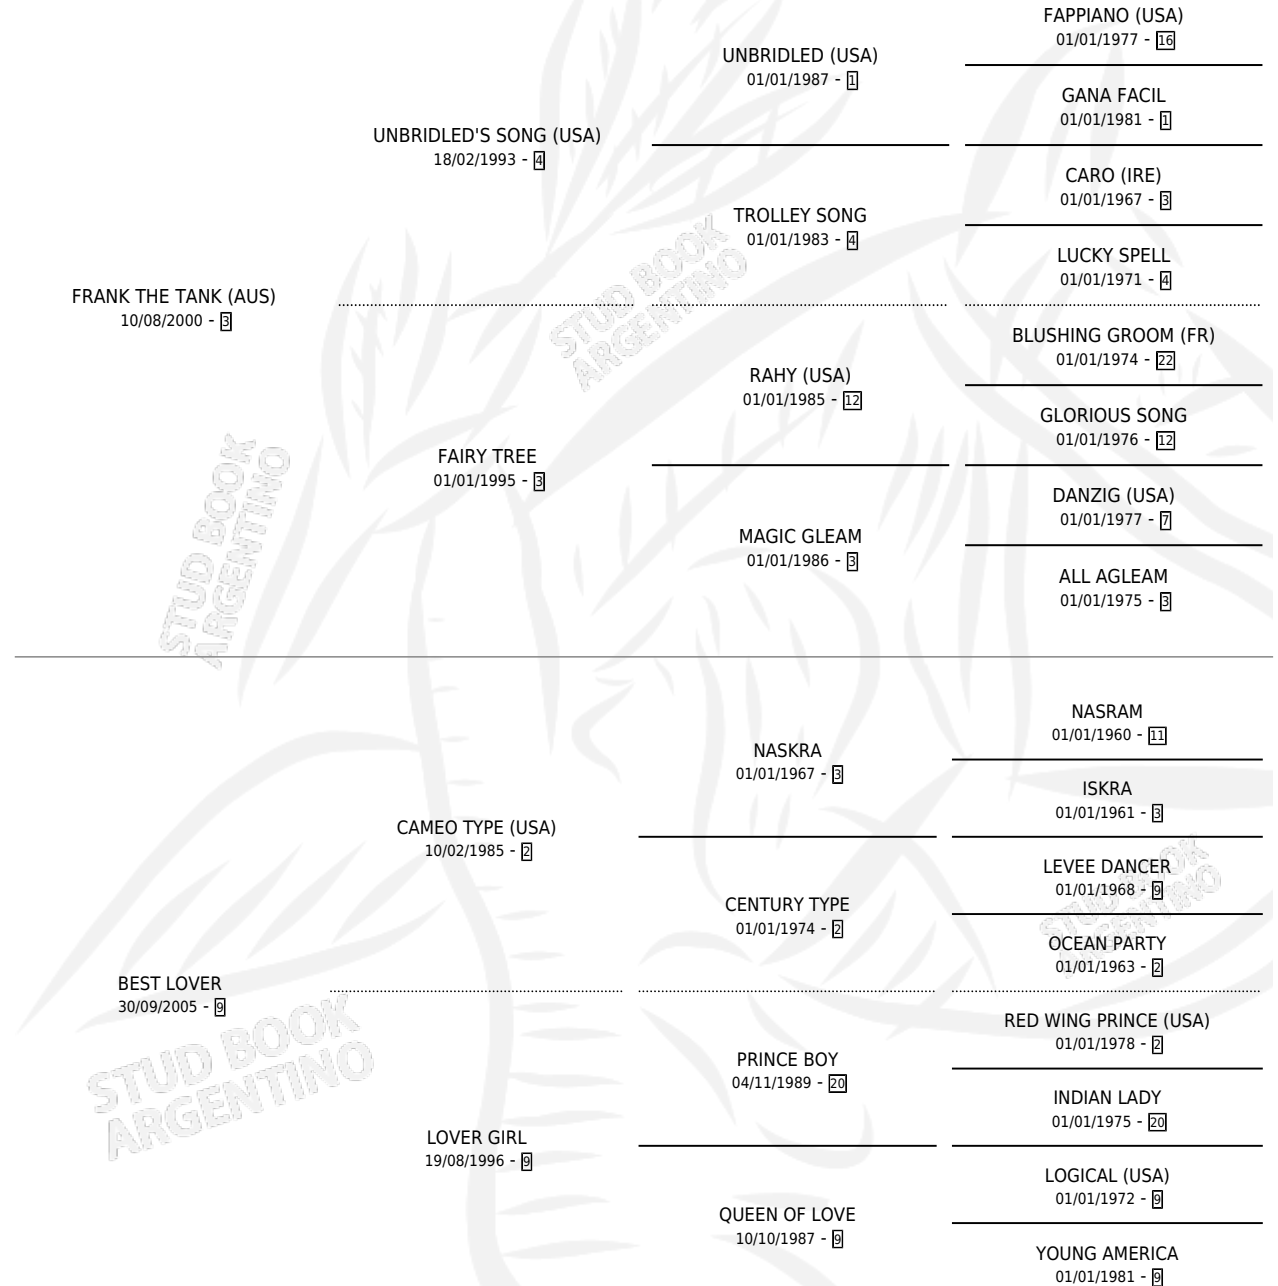 FAPPIANO (USA)
01/01/1977 - 16
UNBRIDLED (USA)
01/01/1987 - 1
GANA FACIL
01/01/1981 - 1
UNBRIDLED'S SONG (USA)
18/02/1993 - 4
CARO (IRE)
01/01/1967 - 3
TROLLEY SONG
01/01/1983 - 4
LUCKY SPELL
01/01/1971 - 4
FRANK THE TANK (AUS)
10/08/2000 - 3
BLUSHING GROOM (FR)
01/01/1974 - 22
RAHY (USA)
01/01/1985 - 12
GLORIOUS SONG
01/01/1976 - 12
FAIRY TREE
01/01/1995 - 3
DANZIG (USA)
01/01/1977 - 7
MAGIC GLEAM
01/01/1986 - 3
ALL AGLEAM
01/01/1975 - 3
NASRAM
01/01/1960 - 11
NASKRA
01/01/1967 - 3
ISKRA
01/01/1961 - 3
CAMEO TYPE (USA)
10/02/1985 - 2
LEVEE DANCER
01/01/1968 - 9
CENTURY TYPE
01/01/1974 - 2
OCEAN PARTY
01/01/1963 - 2
BEST LOVER
30/09/2005 - 9
RED WING PRINCE (USA)
01/01/1978 - 2
PRINCE BOY
04/11/1989 - 20
INDIAN LADY
01/01/1975 - 20
LOVER GIRL
19/08/1996 - 9
LOGICAL (USA)
01/01/1972 - 9
QUEEN OF LOVE
10/10/1987 - 9
YOUNG AMERICA
01/01/1981 - 9
STUD BOOK
ARGENTINO
STUD BOOK
ARGENTINO
STUD BOOK
ARGENTINO
STUD BOOK
ARGENTINO